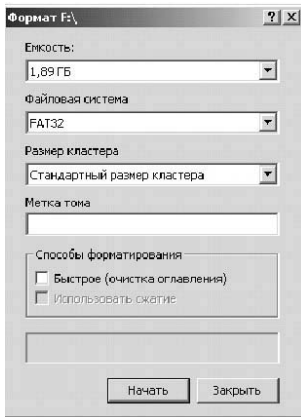 Формат F:\
Емкость:
1,89 ГБ
Файловая система
FAT32
Размер кластера
Стандартный размер кластера
Метка тома
Способы форматирования
Быстрое (очистка оглавления)
Использовать сжатие
Начать
Закрыть